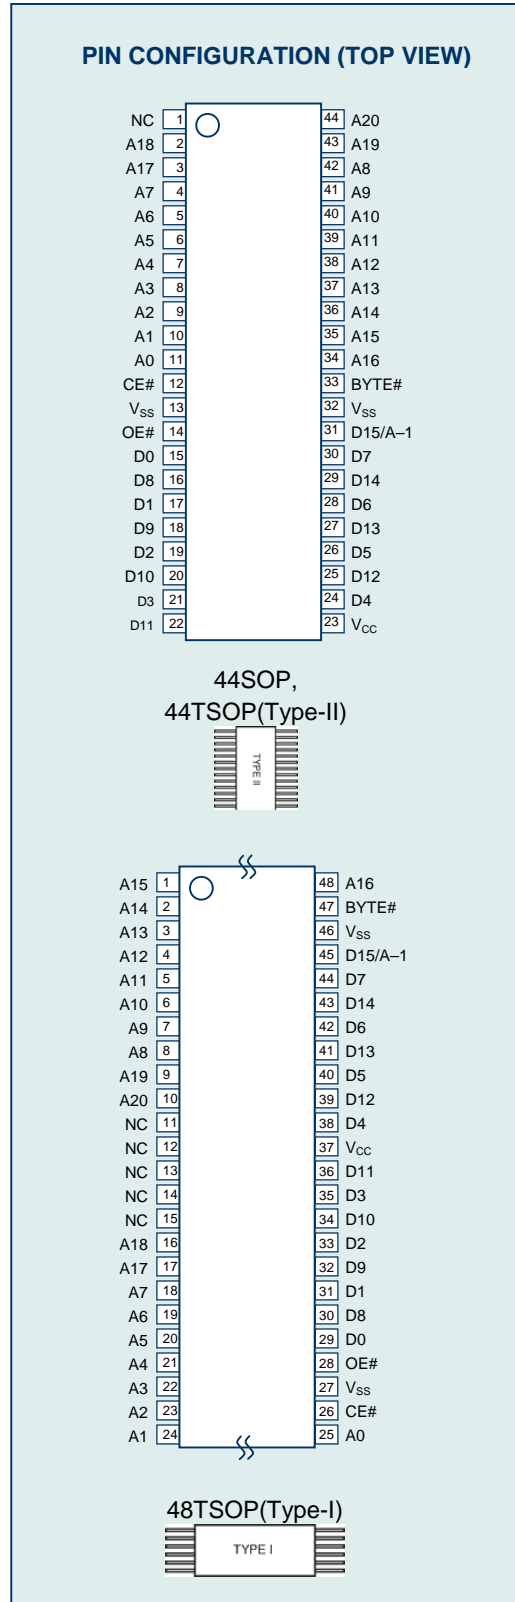 PIN CONFIGURATION (TOP VIEW)
NC 1 44 A20
A18 2 43 A19
A17 3 42 A8
A7 4 41 A9
A6 5 40 A10
A5 6 39 A11
A4 7 38 A12
A3 8 37 A13
A2 9 36 A14
A1 10 35 A15
A0 11 34 A16
CE# 12 33 BYTE#
VSS 13 32 VSS
OE# 14 31 D15/A–1
D0 15 30 D7
D8 16 29 D14
D1 17 28 D6
D9 18 27 D13
D2 19 26 D5
D10 20 25 D12
D3 21 24 D4
D11 22 23 VCC
44SOP,
44TSOP(Type-II)
TYPE II
A15 1 48 A16
A14 2 47 BYTE#
A13 3 46 VSS
A12 4 45 D15/A–1
A11 5 44 D7
A10 6 43 D14
A9 7 42 D6
A8 8 41 D13
A19 9 40 D5
A20 10 39 D12
NC 11 38 D4
NC 12 37 VCC
NC 13 36 D11
NC 14 35 D3
NC 15 34 D10
A18 16 33 D2
A17 17 32 D9
A7 18 31 D1
A6 19 30 D8
A5 20 29 D0
A4 21 28 OE#
A3 22 27 VSS
A2 23 26 CE#
A1 24 25 A0
48TSOP(Type-I)
TYPE I